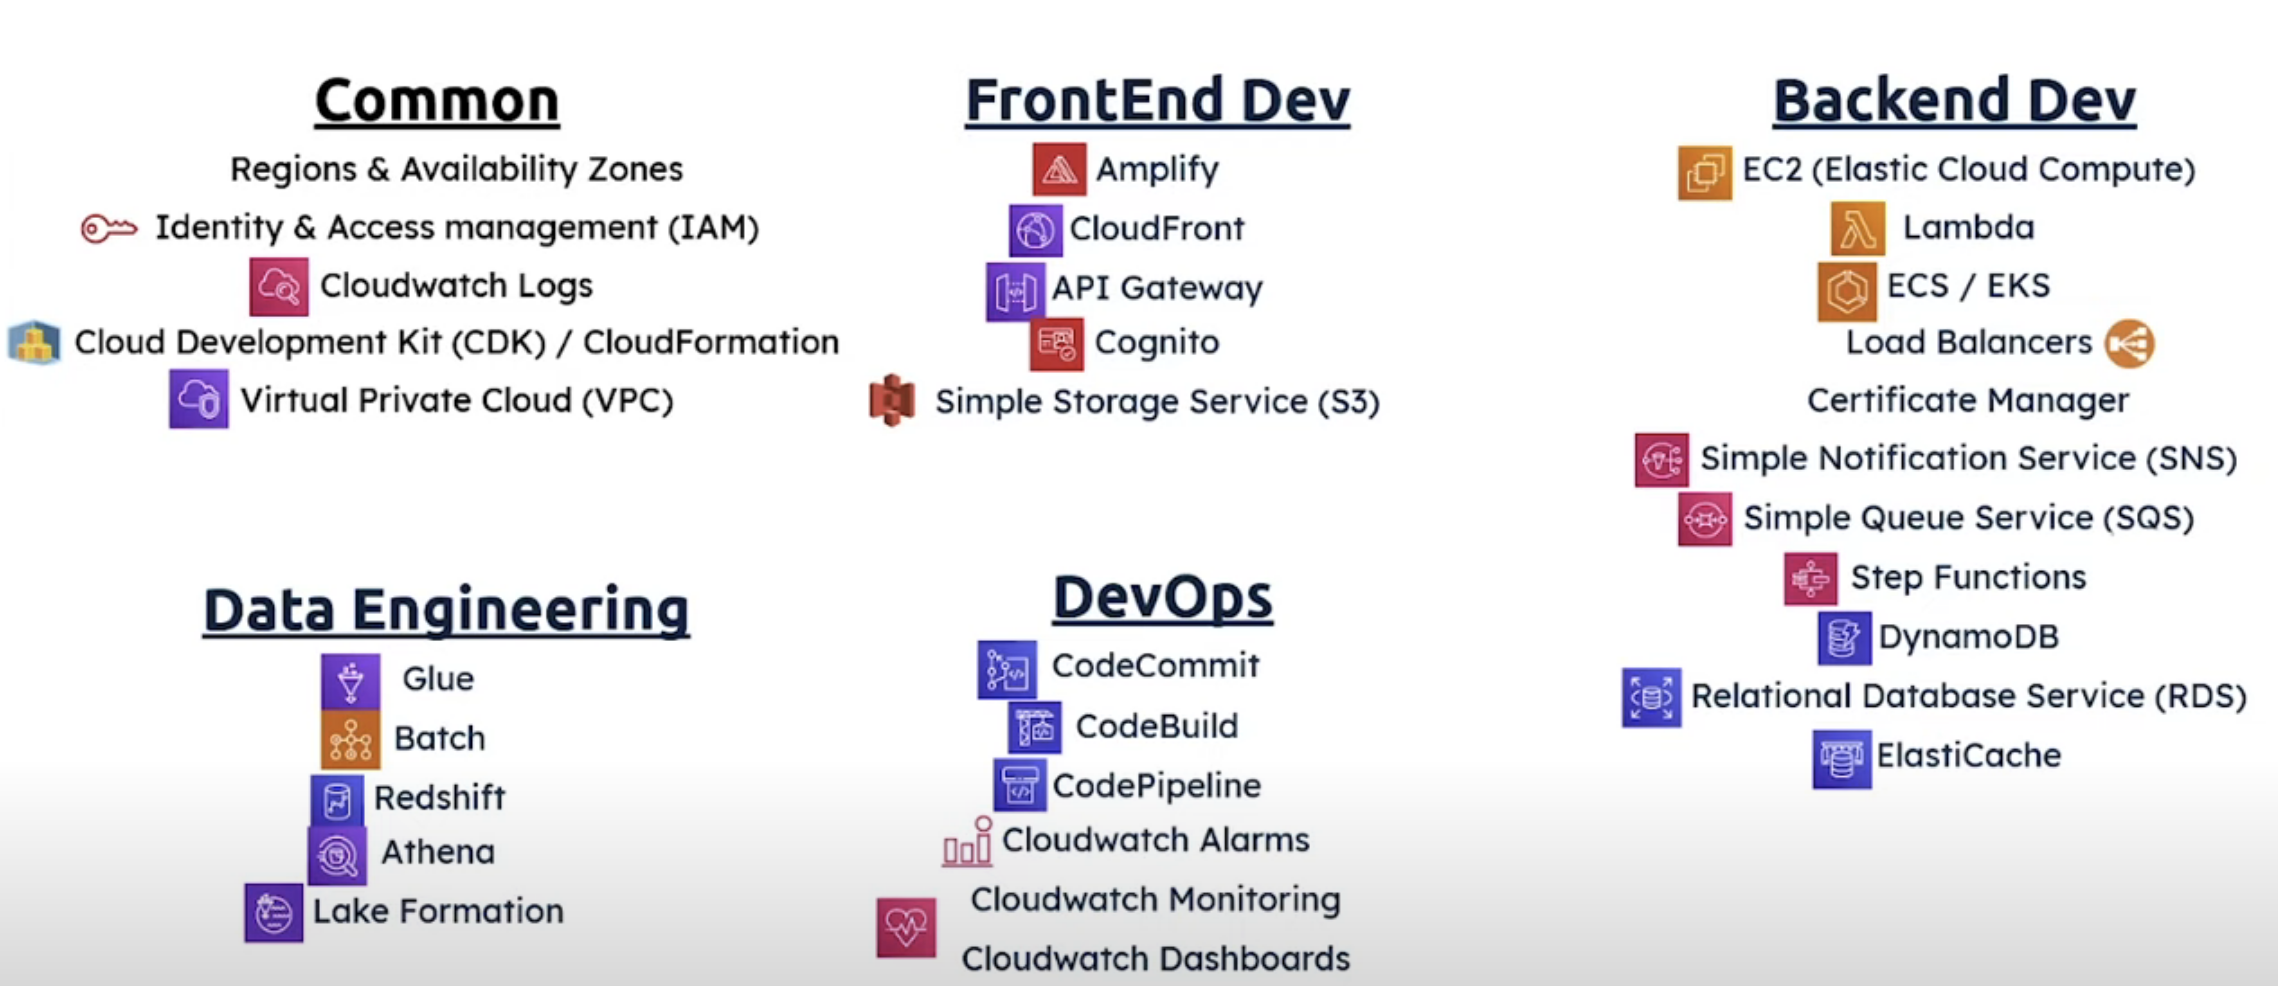 Common
Regions & Availability Zones
Identity & Access management (IAM)
Cloudwatch Logs
Cloud Development Kit (CDK) / CloudFormation
Virtual Private Cloud (VPC)
FrontEnd Dev
Amplify
CloudFront
API Gateway
Cognito
Simple Storage Service (S3)
Backend Dev
EC2 (Elastic Cloud Compute)
Lambda
ECS / EKS
Load Balancers
Certificate Manager
Simple Notification Service (SNS)
Simple Queue Service (SQS)
Step Functions
DynamoDB
Relational Database Service (RDS)
ElastiCache
Data Engineering
Glue
Batch
Redshift
Athena
Lake Formation
DevOps
CodeCommit
CodeBuild
CodePipeline
Cloudwatch Alarms
Cloudwatch Monitoring
Cloudwatch Dashboards